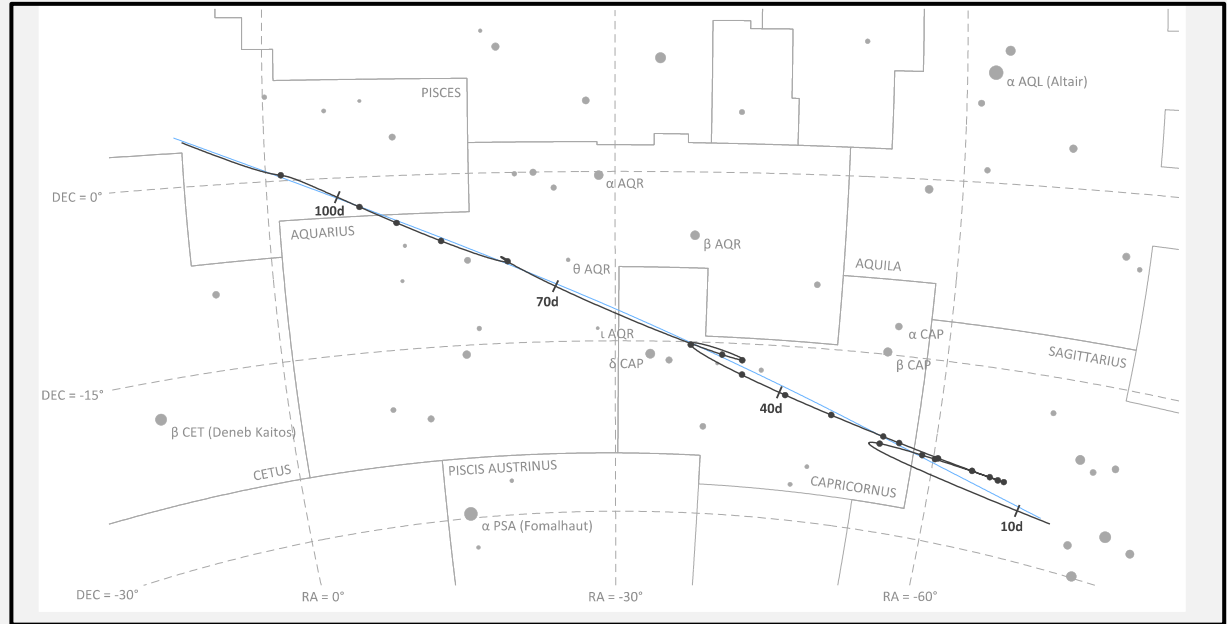 PISCES
α AQL (Altair)
DEC = 0°
α AQR
100d
AQUARIUS
β AQR
θ AQR
AQUILA
70d
ι AQR
α CAP
δ CAP
β CAP
SAGITTARIUS
DEC = -15°
40d
β CET (Deneb Kaitos)
CETUS
PISCIS AUSTRINUS
CAPRICORNUS
α PSA (Fomalhaut)
10d
DEC = -30°
RA = 0°
RA = -30°
RA = -60°